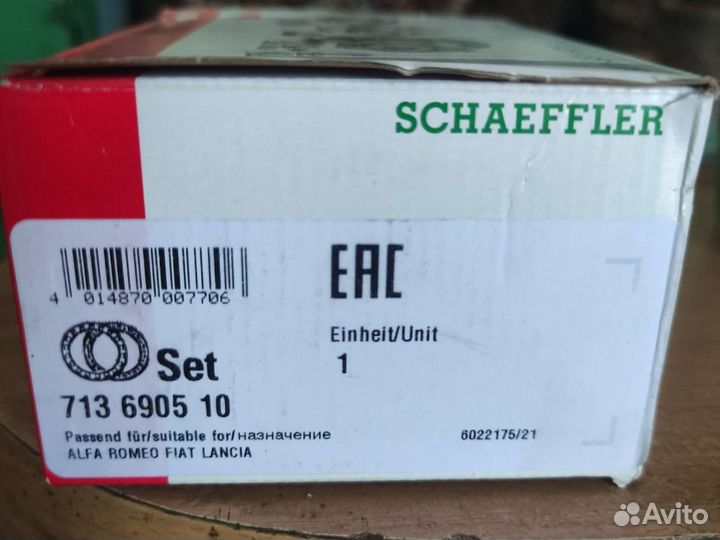 SCHAEFFLER
EAC
4 014870 007706
Einheit/Unit
1
Set
713 6905 10
Passend für/suitable for/назначение
6022175/21
ALFA ROMEO FIAT LANCIA
Avito